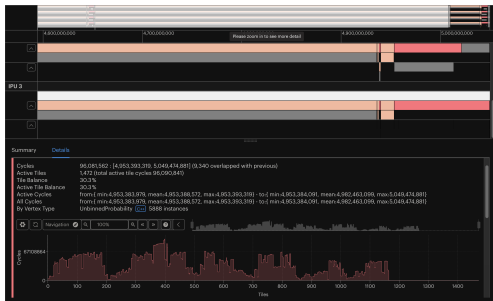 4,600,000,000 4,700,000,000 4,900,000,000 5,000,000,000
Please zoom in to see more detail
IPU 3
Summary Details
Cycles 96,081,562 : [4,953,393,319, 5,049,474,881] (9,340 overlapped with previous)
Active Tiles 1,472 (total active tile cycles 96,090,841)
Tile Balance 30.3%
Active Tile Balance 30.3%
Active Cycles from:{ min:4,953,383,979, mean:4,953,388,572, max:4,953,393,319} - to:{ min:4,953,384,091, mean:4,982,463,099, max:5,049,474,881}
All Cycles from:{ min:4,953,383,979, mean:4,953,388,572, max:4,953,393,319} - to:{ min:4,953,384,091, mean:4,982,463,099, max:5,049,474,881}
By Vertex Type UnbinnedProbability C++ 5888 instances
Navigation 100%
Cycles
67108864
0
0 100 200 300 400 500 600 700 800 900 1000 1100 1200 1300 1400
Tiles